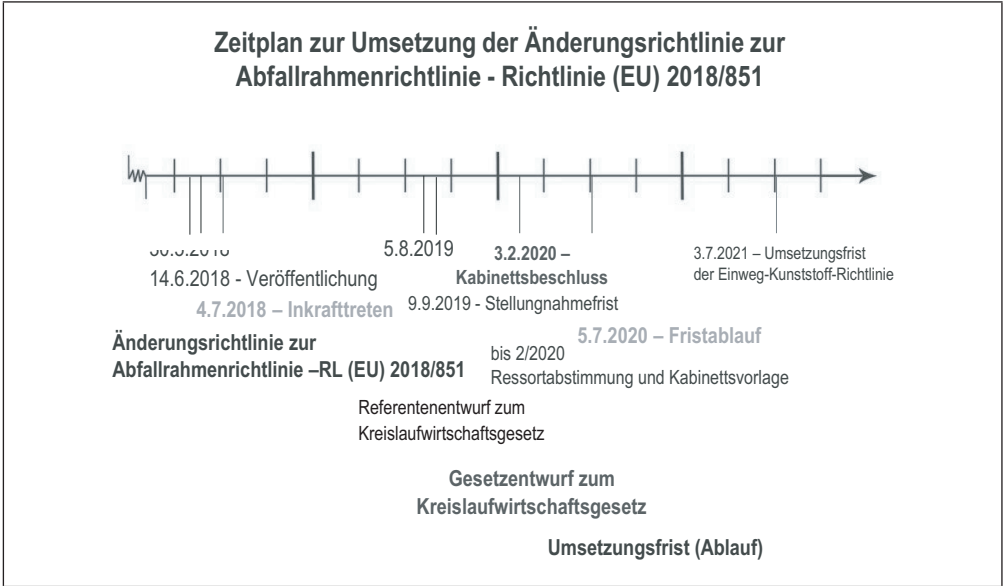 Zeitplan zur Umsetzung der Änderungsrichtlinie zur
Abfallrahmenrichtlinie - Richtlinie (EU) 2018/851
5.8.2019
3.2.2020 –
Kabinettsbeschluss
3.7.2021 – Umsetzungsfrist
der Einweg-Kunststoff-Richtlinie
14.6.2018 - Veröffentlichung
4.7.2018 – Inkrafttreten
9.9.2019 - Stellungnahmefrist
5.7.2020 – Fristablauf
Änderungsrichtlinie zur
Abfallrahmenrichtlinie –RL (EU) 2018/851
bis 2/2020
Ressortabstimmung und Kabinettsvorlage
Referentenentwurf zum
Kreislaufwirtschaftsgesetz
Gesetzentwurf zum
Kreislaufwirtschaftsgesetz
Umsetzungsfrist (Ablauf)